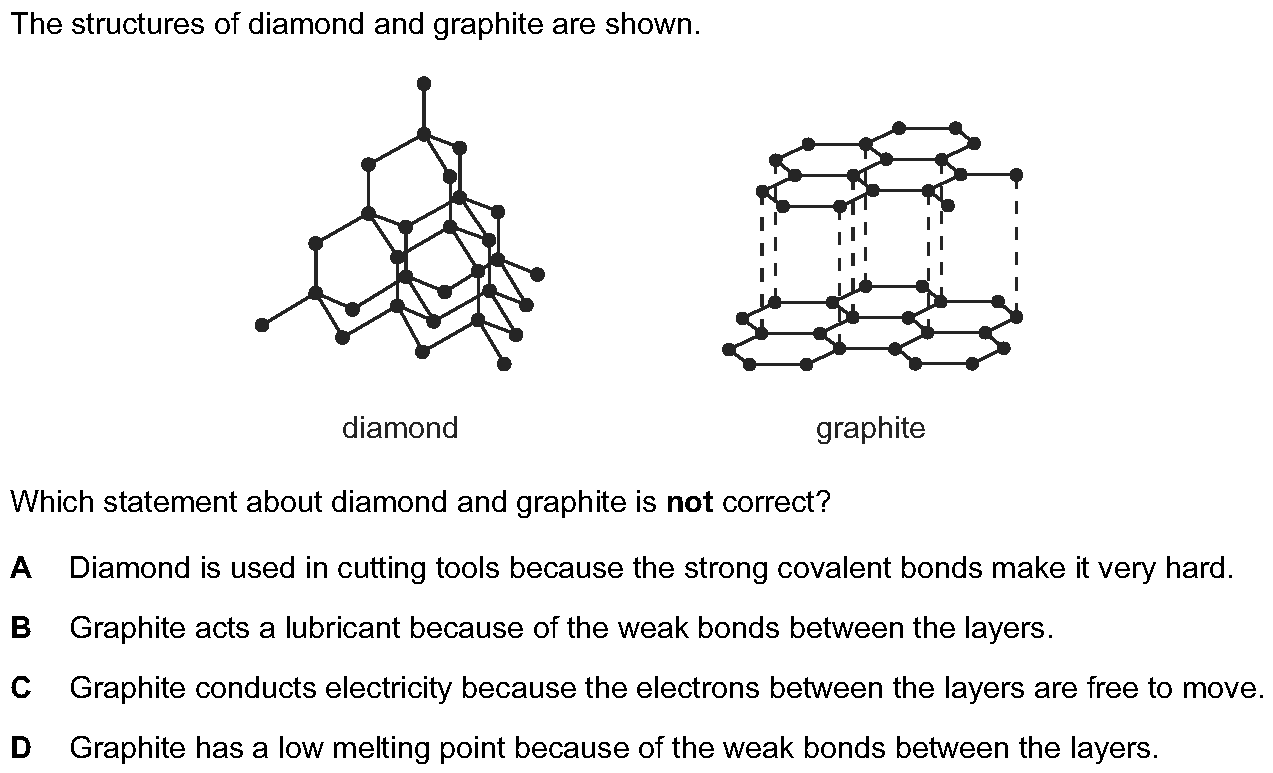 The structures of diamond and graphite are shown.
diamond
graphite
Which statement about diamond and graphite is not correct?
A Diamond is used in cutting tools because the strong covalent bonds make it very hard.
B Graphite acts a lubricant because of the weak bonds between the layers.
C Graphite conducts electricity because the electrons between the layers are free to move.
D Graphite has a low melting point because of the weak bonds between the layers.